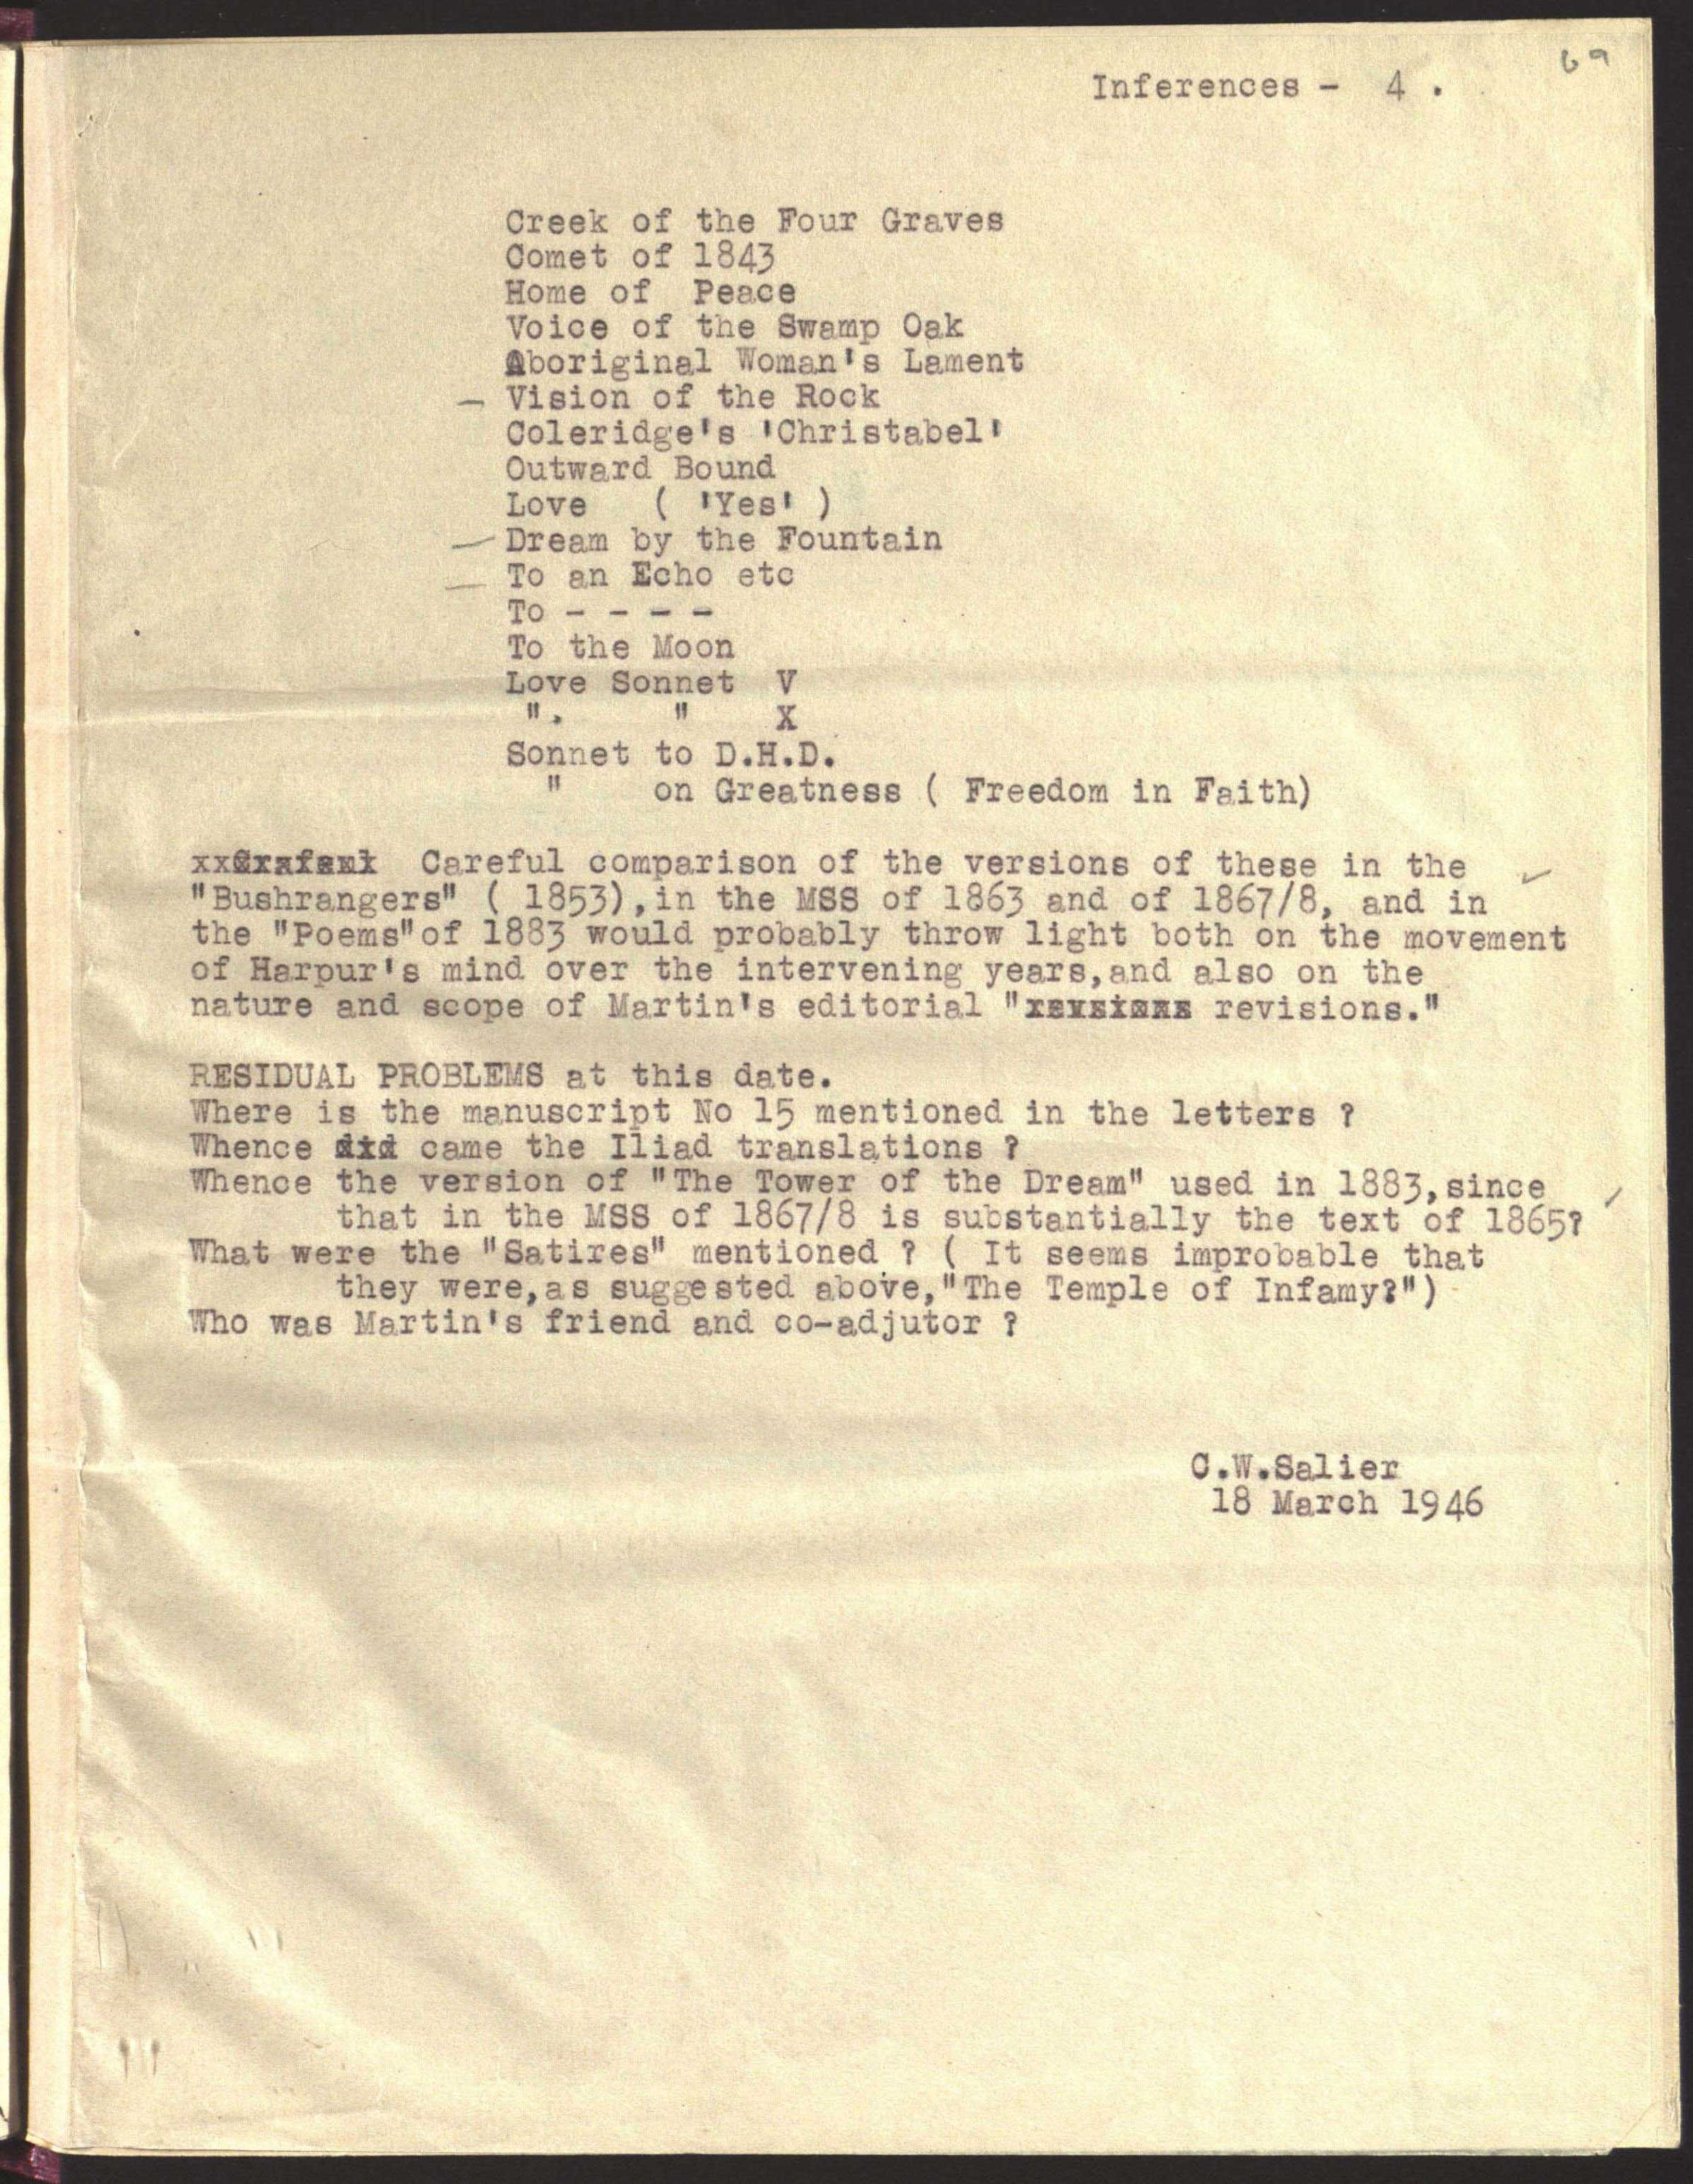 69
Inferences - 4 .
Creek of the Four Graves
Comet of 1843
Home of Peace
Voice of the Swamp Oak
Aboriginal Woman's Lament
- Vision of the Rock
Coleridge's 'Christabel'
Outward Bound
Love ( 'Yes' )
- Dream by the Fountain
- To an Echo etc
To - - - -
To the Moon
Love Sonnet V
". " X
Sonnet to D.H.D.
" on Greatness ( Freedom in Faith)
Careful comparison of the versions of these in the ✓
"Bushrangers" ( 1853),in the MSS of 1863 and of 1867/8, and in
the "Poems"of 1883 would probably throw light both on the movement
of Harpur's mind over the intervening years,and also on the
nature and scope of Martin's editorial " revisions."
RESIDUAL PROBLEMS at this date.
Where is the manuscript No 15 mentioned in the letters ?
Whence did came the Iliad translations ?
Whence the version of "The Tower of the Dream" used in 1883,since
that in the MSS of 1867/8 is substantially the text of 1865?
What were the "Satires" mentioned ? ( It seems improbable that
they were,as suggested above,"The Temple of Infamy?")
Who was Martin's friend and co-adjutor ?
C.W.Salier
18 March 1946